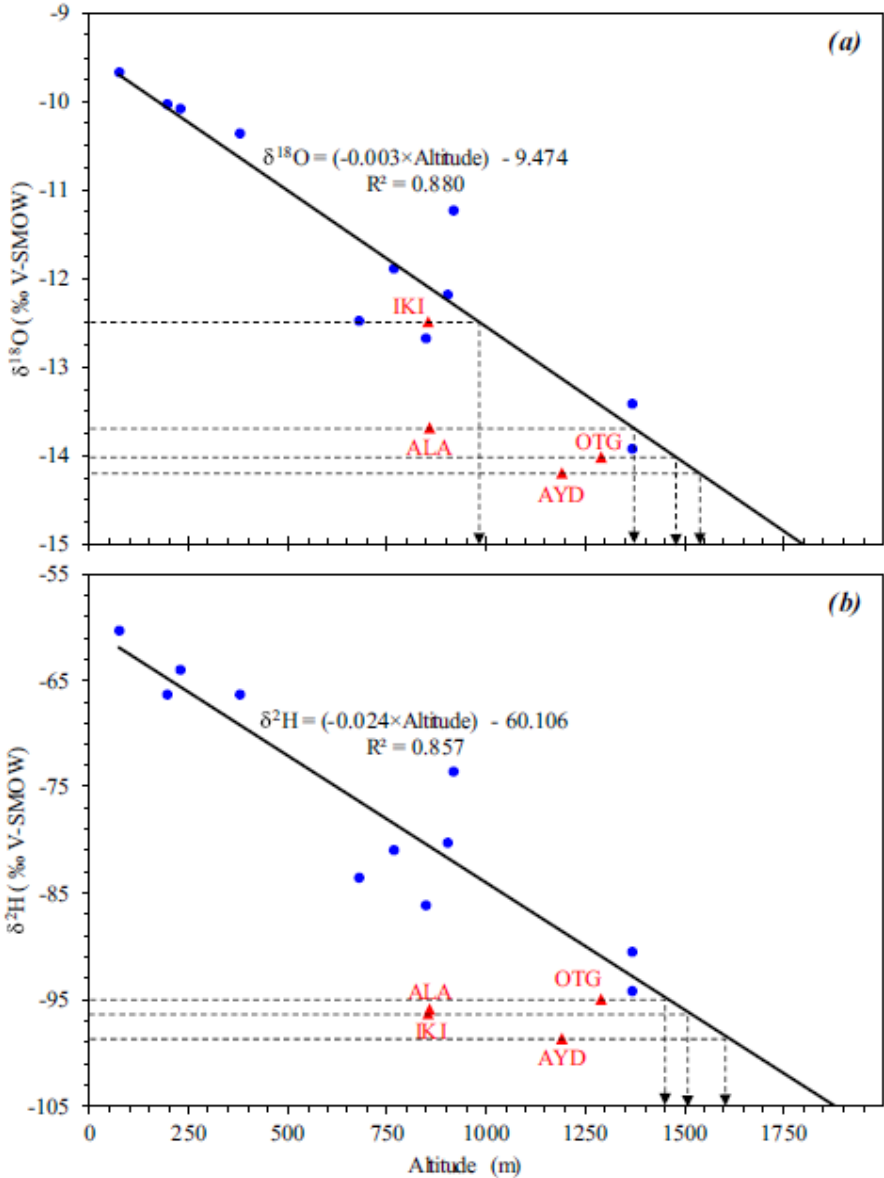 -9
(a)
-10
δ¹⁸O = (-0.003×Altitude) - 9.474
R² = 0.880
-11
-12
IKI
δ¹⁸O (‰ V-SMOW)
-13
ALA
OTG
-14
AYD
-15
-55
(b)
-65
δ²H = (-0.024×Altitude) - 60.106
R² = 0.857
-75
-85
δ²H (‰ V-SMOW)
ALA
OTG
-95
IKI
AYD
-105
0 250 500 750 1000 1250 1500 1750
Altitude (m)